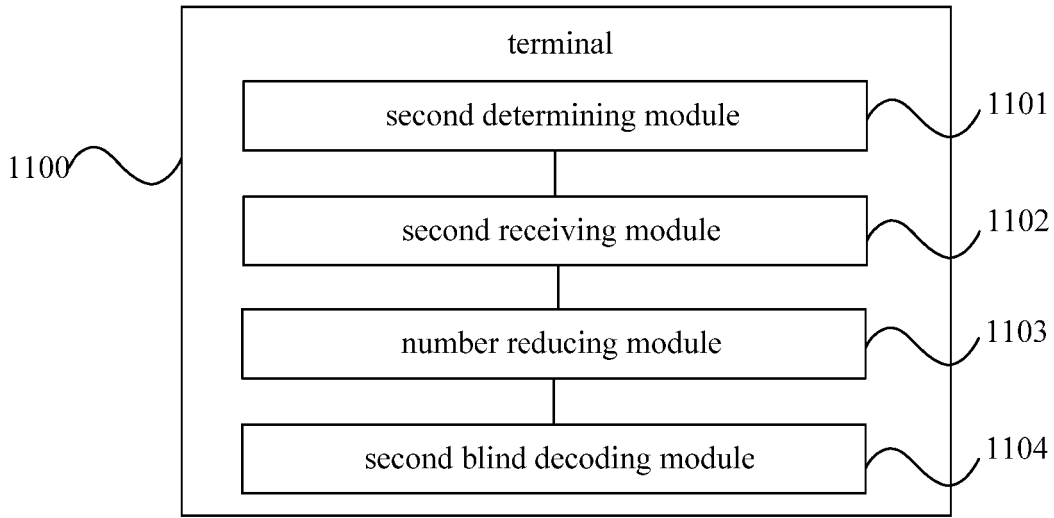 terminal
second determining module
1101
1100
second receiving module
1102
number reducing module
1103
second blind decoding module
1104